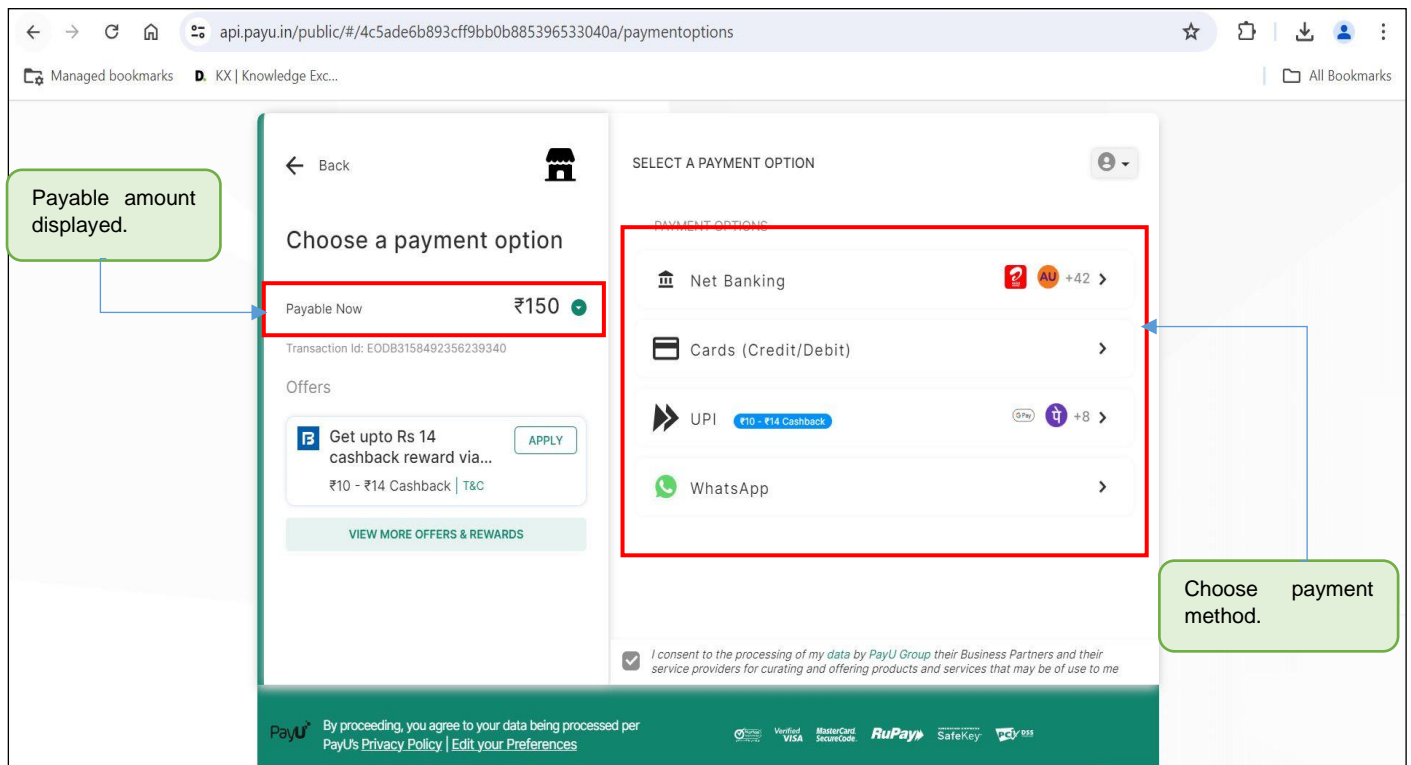 api.payu.in/public/#/4c5ade6b893cff9bb0b885396533040a/paymentoptions
Managed bookmarks D. KX | Knowledge Exc... All Bookmarks
Payable amount
displayed.
Back
Choose a payment option
Payable Now ₹150
Transaction Id: EODB3158492356239340
Offers
Get upto Rs 14
cashback reward via...
APPLY
₹10 - ₹14 Cashback | T&C
VIEW MORE OFFERS & REWARDS
SELECT A PAYMENT OPTION
PAYMENT OPTIONS
Net Banking AU +42
Cards (Credit/Debit)
UPI ₹10 - ₹14 Cashback G Pay पे +8
WhatsApp
Choose payment
method.
I consent to the processing of my data by PayU Group their Business Partners and their
service providers for curating and offering products and services that may be of use to me
PayU
By proceeding, you agree to your data being processed per
PayU's Privacy Policy | Edit your Preferences
Verified
VISA
MasterCard.
SecureCode.
RuPay
SafeKey
PCI DSS